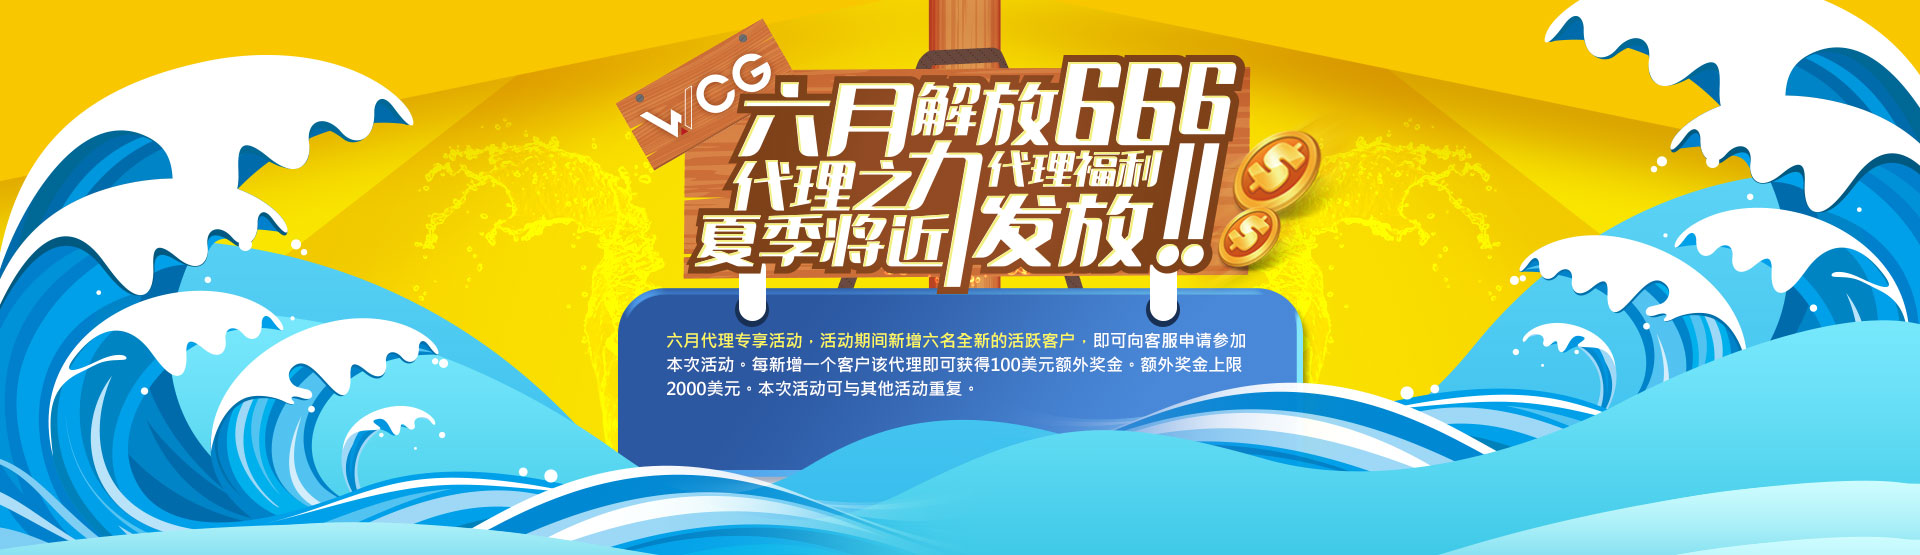 WCG
六月解放666
代理之力 代理福利
夏季将近 发放!!
六月代理专享活动，活动期间新增六名全新的活跃客户，即可向客服申请参加
本次活动。每新增一个客户该代理即可获得100美元额外奖金。额外奖金上限
2000美元。本次活动可与其他活动重复。